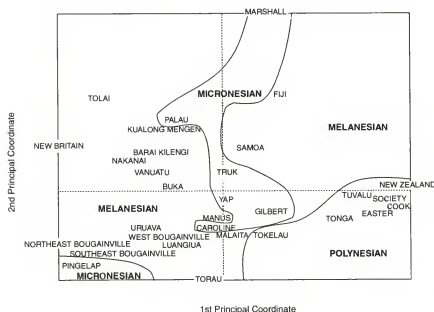 MARSHALL
TOLAI
MICRONESIAN
FIJI
PALAU
KUALONG MENGEN
MELANESIAN
NEW BRITAIN
BARAI KILENGI
SAMOA
NAKANAI
VANUATU
TRUK
BUKA
NEW ZEALAND
YAP
TUVALU
SOCIETY
COOK
MELANESIAN
MANUS
GILBERT
EASTER
TONGA
URUAVA
CAROLINE
WEST BOUGAINVILLE
MALAITA
TOKELAU
NORTHEAST BOUGAINVILLE
LUANGIUA
SOUTHEAST BOUGAINVILLE
POLYNESIAN
PINGELAP
MICRONESIAN
TORAU
2nd Principal Coordinate
1st Principal Coordinate